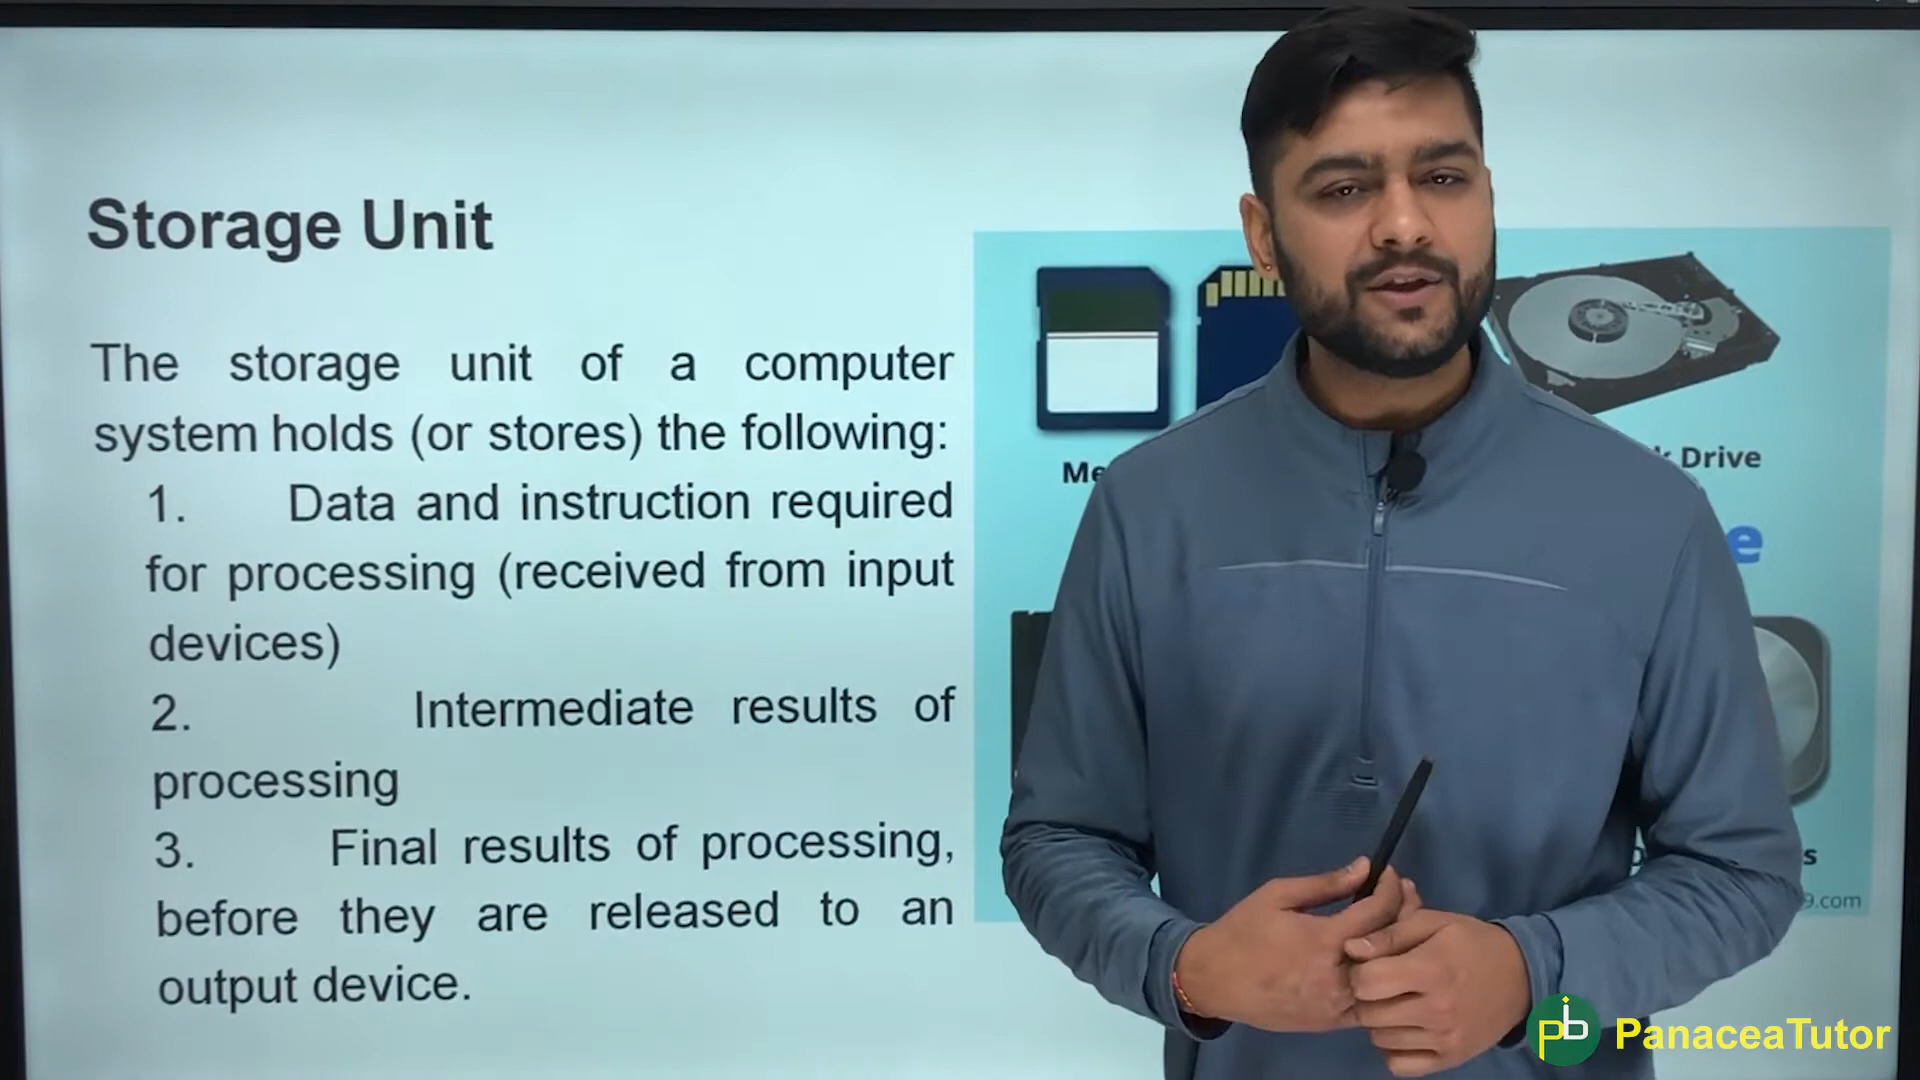 Storage Unit
The storage unit of a computer
system holds (or stores) the following:
1. Data and instruction required
for processing (received from input
devices)
2. Intermediate results of
processing
3. Final results of processing,
before they are released to an
output device.
Drive
9.com
PanaceaTutor